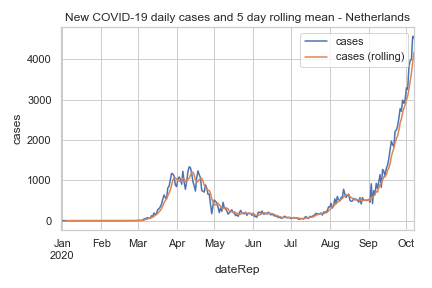 New COVID-19 daily cases and 5 day rolling mean - Netherlands
cases
cases (rolling)
4000
3000
2000
1000
0
cases
Jan Feb Mar Apr May Jun Jul Aug Sep Oct
2020
dateRep